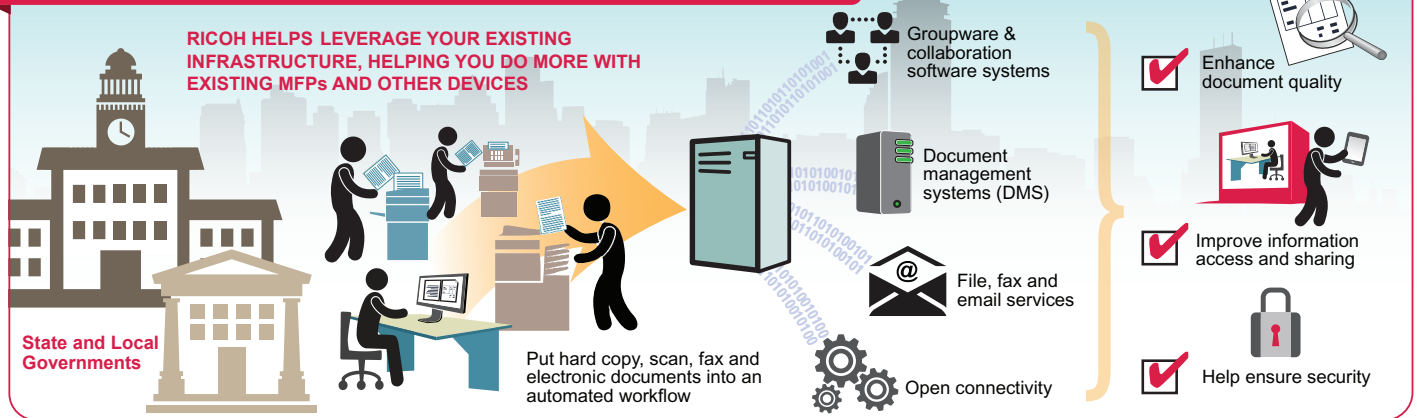 RICOH HELPS LEVERAGE YOUR EXISTING
INFRASTRUCTURE, HELPING YOU DO MORE WITH
EXISTING MFPs AND OTHER DEVICES
State and Local
Governments
Put hard copy, scan, fax and
electronic documents into an
automated workflow
Groupware &
collaboration
software systems
Document
management
systems (DMS)
@
File, fax and
email services
Open connectivity
Enhance
document quality
Improve information
access and sharing
Help ensure security